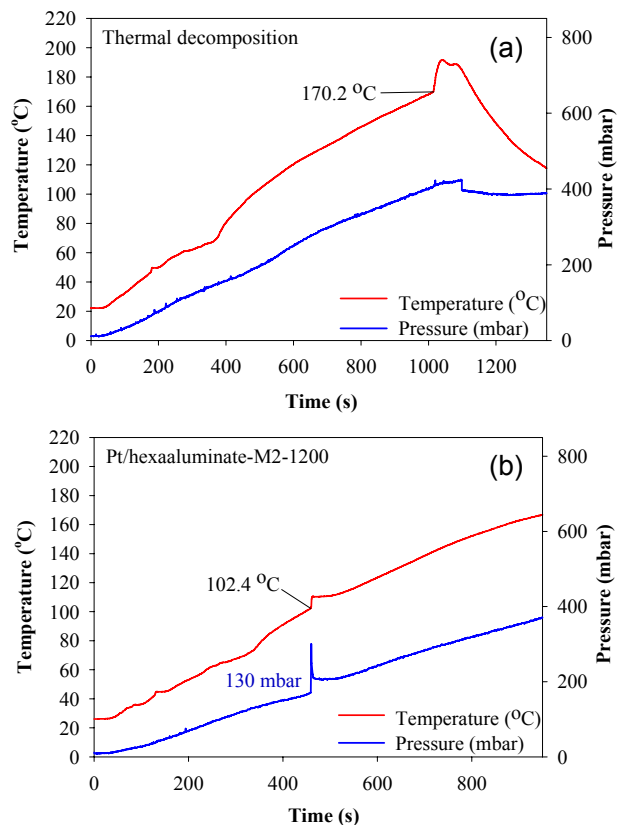 Thermal decomposition
(a)
170.2 °C
Temperature (°C)
Pressure (mbar)
220
200
180
160
140
120
100
80
60
40
20
0
800
600
400
200
0
Temperature (°C)
Pressure (mbar)
0 200 400 600 800 1000 1200
Time (s)
Pt/hexaaluminate-M2-1200
(b)
102.4 °C
130 mbar
Temperature (°C)
Pressure (mbar)
220
200
180
160
140
120
100
80
60
40
20
0
800
600
400
200
0
Temperature (°C)
Pressure (mbar)
0 200 400 600 800
Time (s)